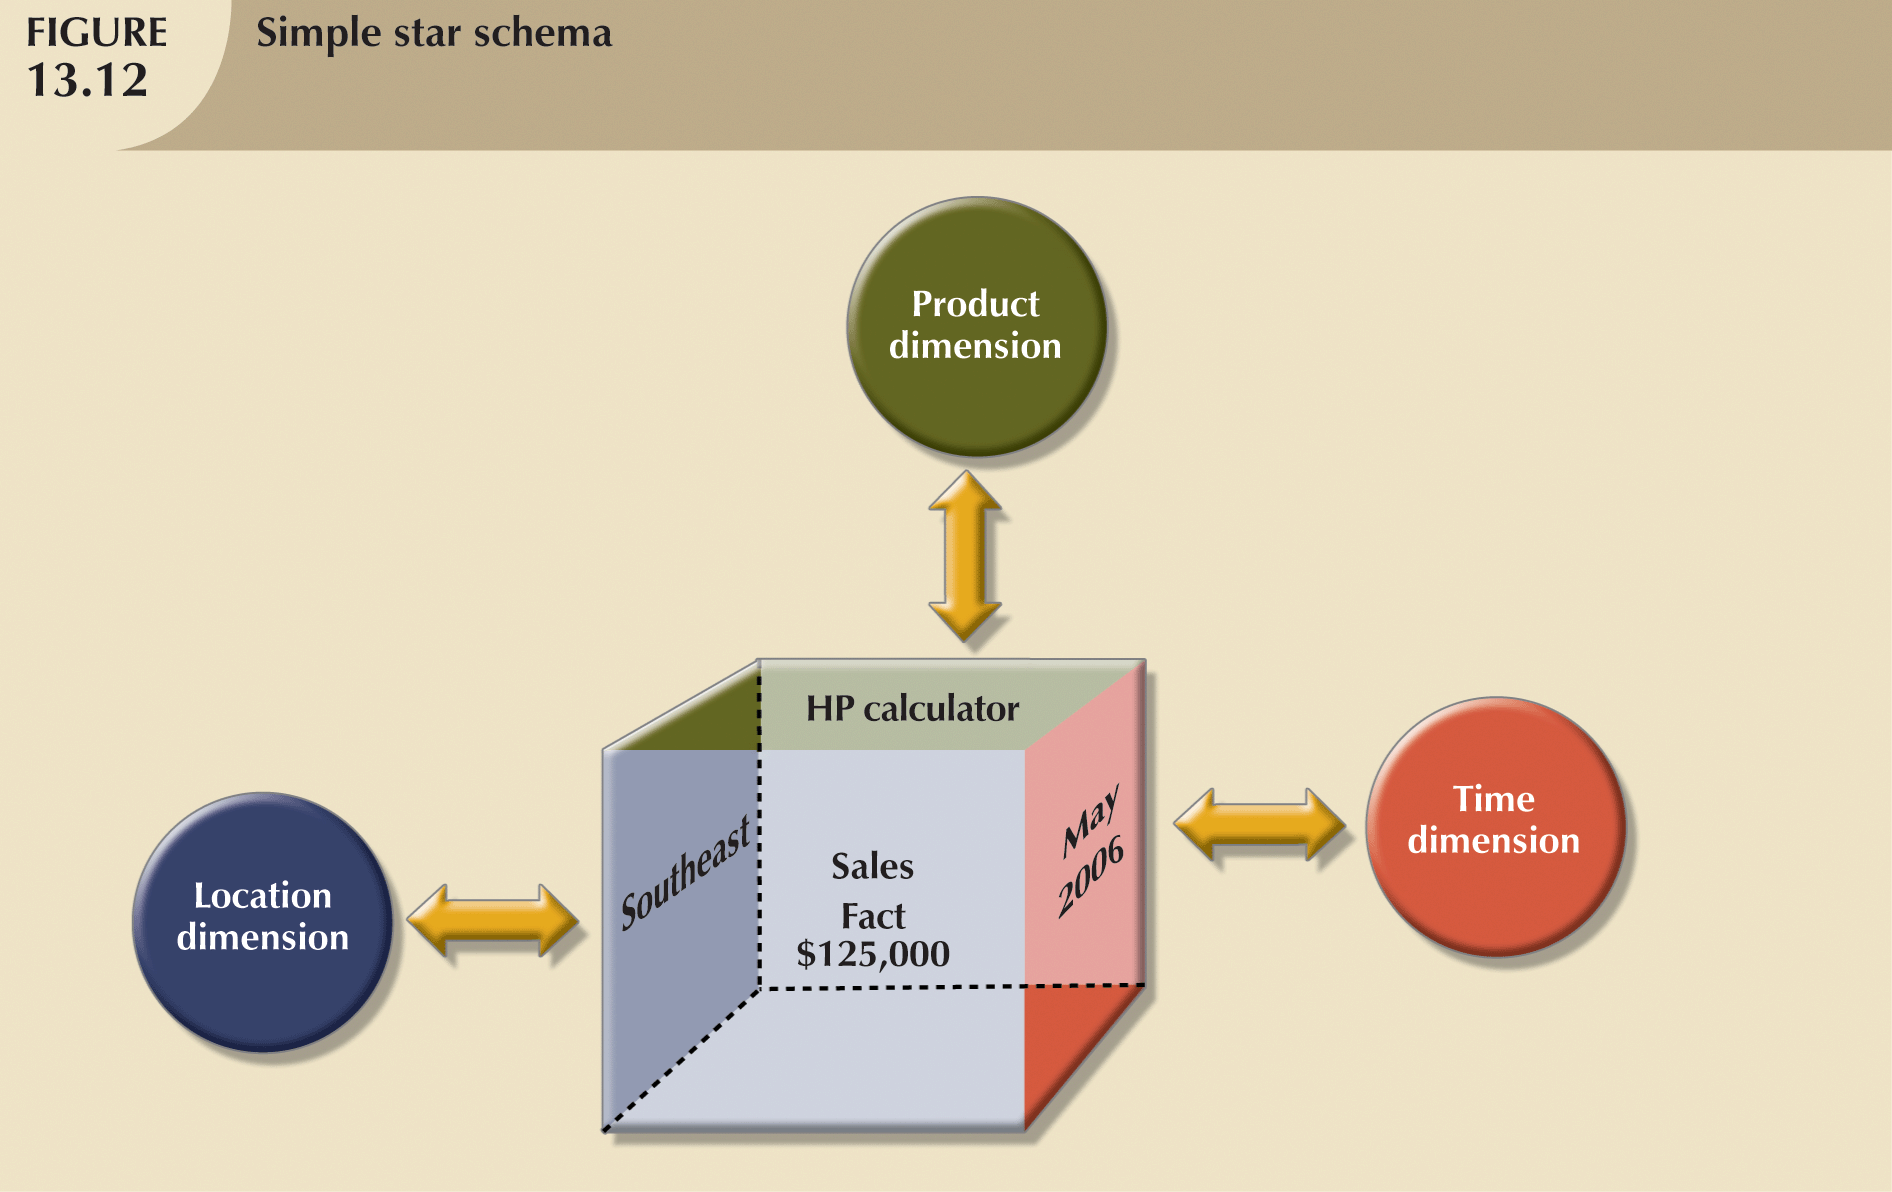 FIGURE
13.12
Simple star schema
Product
dimension
HP calculator
Southeast
May
2006
Sales
Fact
$125,000
Time
dimension
Location
dimension